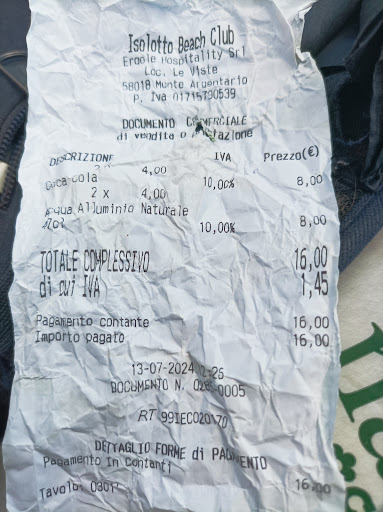 Isolotto Beach Club
Ercole Hospitality Srl
Loc. Le Viste
58018 Monte Argentario
P. Iva 01715790539
DOCUMENTO COMMERCIALE
di vendita o prestazione
DESCRIZIONE IVA Prezzo(€)
2 x 4,00
Coca cola 10,00% 8,00
2 x 4,00
Acqua Alluminio Naturale
10,00% 8,00
TOTALE COMPLESSIVO 16,00
di cui IVA 1,45
Pagamento contante 16,00
Importo pagato 16,00
13-07-2024
DOCUMENTO N. 0005
RT
DETTAGLIO FORME di PAGAMENTO
Pagamento In Contanti 16,00
Tavolo: